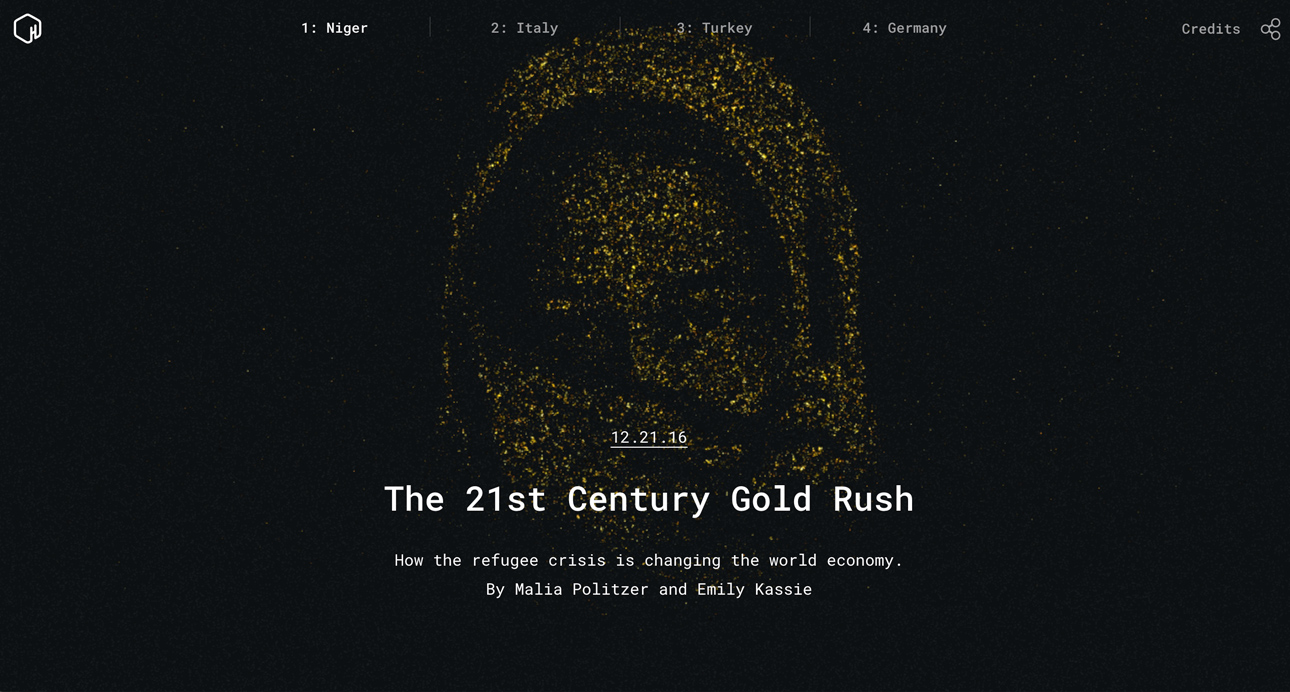 1: Niger
2: Italy
3: Turkey
4: Germany
Credits
12.21.16
The 21st Century Gold Rush
How the refugee crisis is changing the world economy.
By Malia Politzer and Emily Kassie